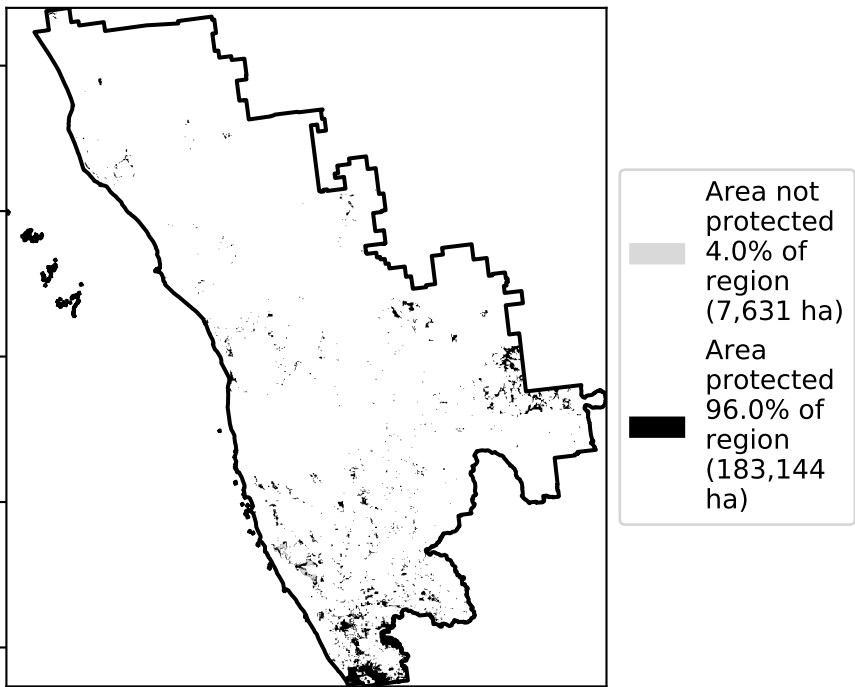 Area not
protected
4.0% of
region
(7,631 ha)
Area
protected
96.0% of
region
(183,144
ha)